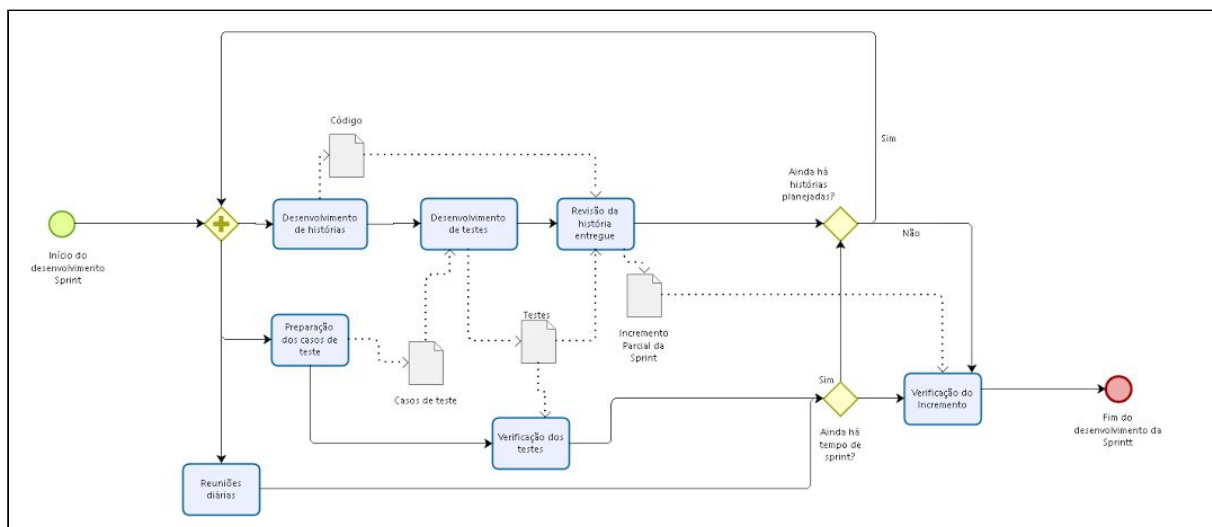 Código
Sim
Ainda há
histórias
planejadas?
Início do
desenvolvimento
Sprint
Desenvolvimento
de histórias
Desenvolvimento
de testes
Revisão da
história
entregue
Não
Preparação
dos casos de
teste
Casos de teste
Testes
Incremento
Parcial da
Sprint
Sim
Verificação do
Incremento
Fim do
desenvolvimento da
Sprintt
Verificação dos
testes
Ainda há
tempo de
sprint?
Reuniões
diárias